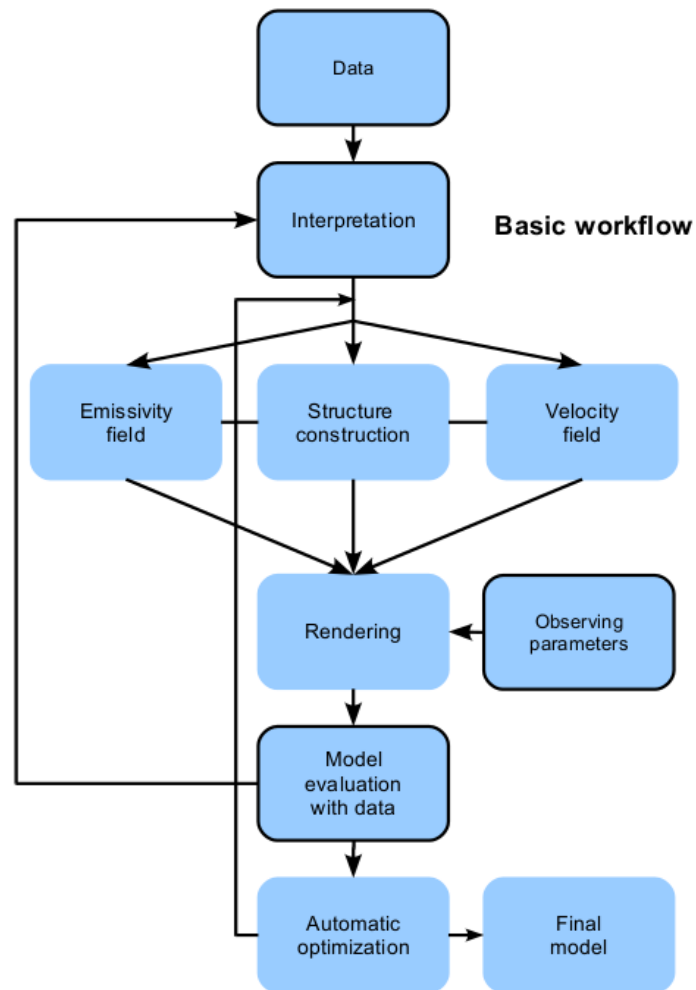 Data
Interpretation
Basic workflow
Emissivity
field
Structure
construction
Velocity
field
Rendering
Observing
parameters
Model
evaluation
with data
Automatic
optimization
Final
model